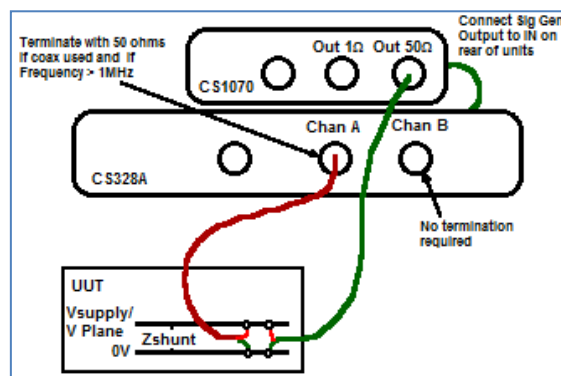 Terminate with 50 ohms
if coax used and if
Frequency > 1MHz
Connect Sig Gen
Output to IN on
rear of units
Out 1Ω
Out 50Ω
CS1070
Chan A
Chan B
CS328A
No termination
required
UUT
Vsupply/
V Plane
Zshunt
0V